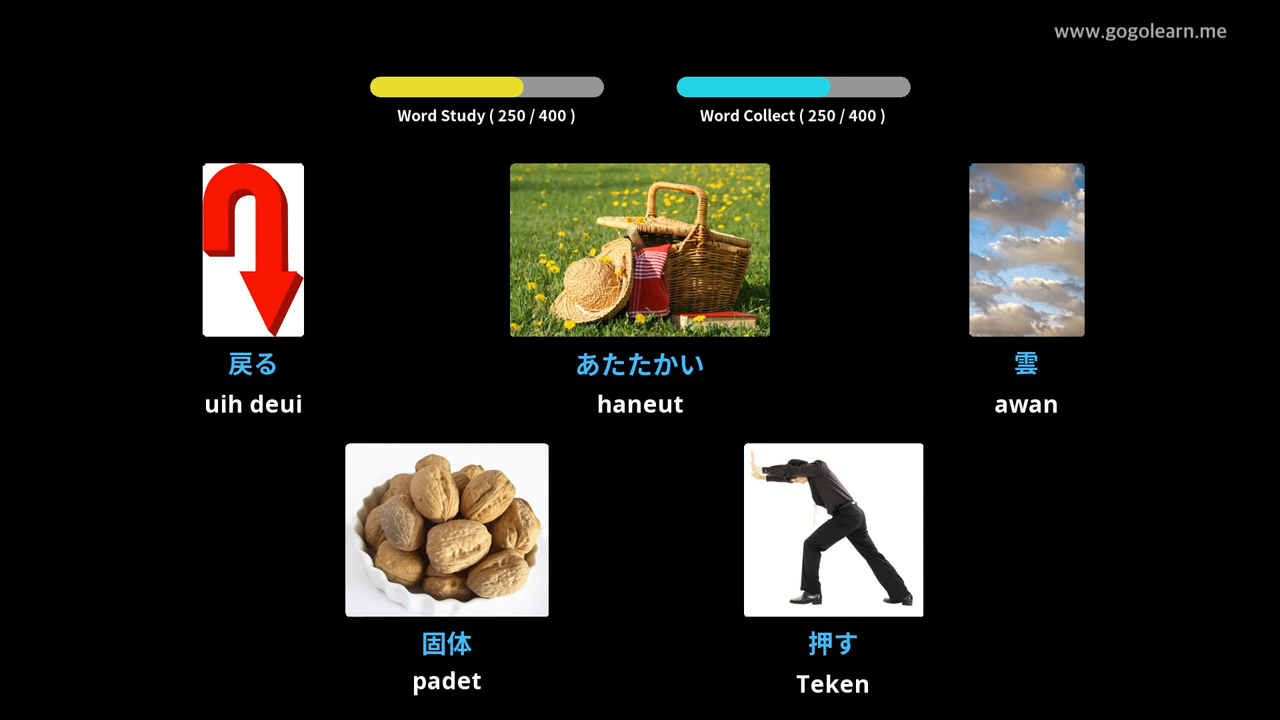 www.gogolearn.me
Word Study ( 250 / 400 )
Word Collect ( 250 / 400 )
戻る
uih deui
あたたかい
haneut
雲
awan
固体
padet
押す
Teken